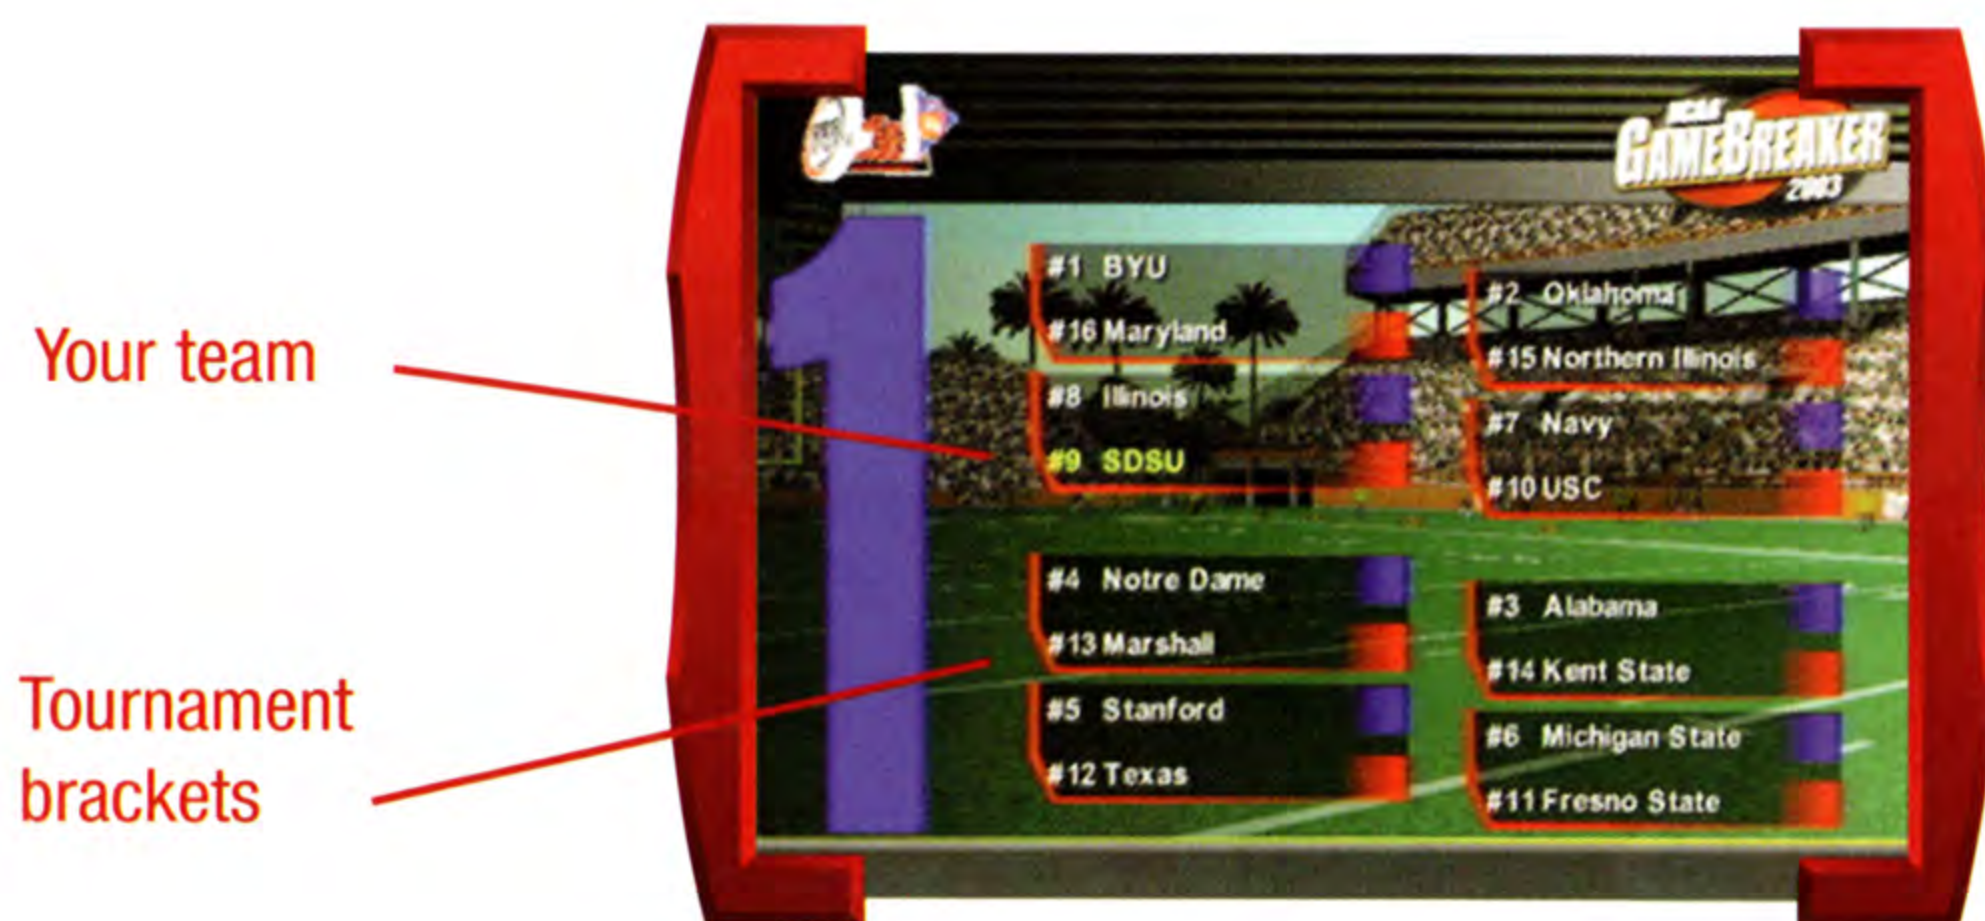 NCAA
GAMEBREAKER
2003
1
#1 BYU
#16 Maryland
#8 Illinois
#9 SDSU
#4 Notre Dame
#13 Marshall
#5 Stanford
#12 Texas
#2 Oklahoma
#15 Northern Illinois
#7 Navy
#10 USC
#3 Alabama
#14 Kent State
#6 Michigan State
#11 Fresno State
Your team
Tournament
brackets